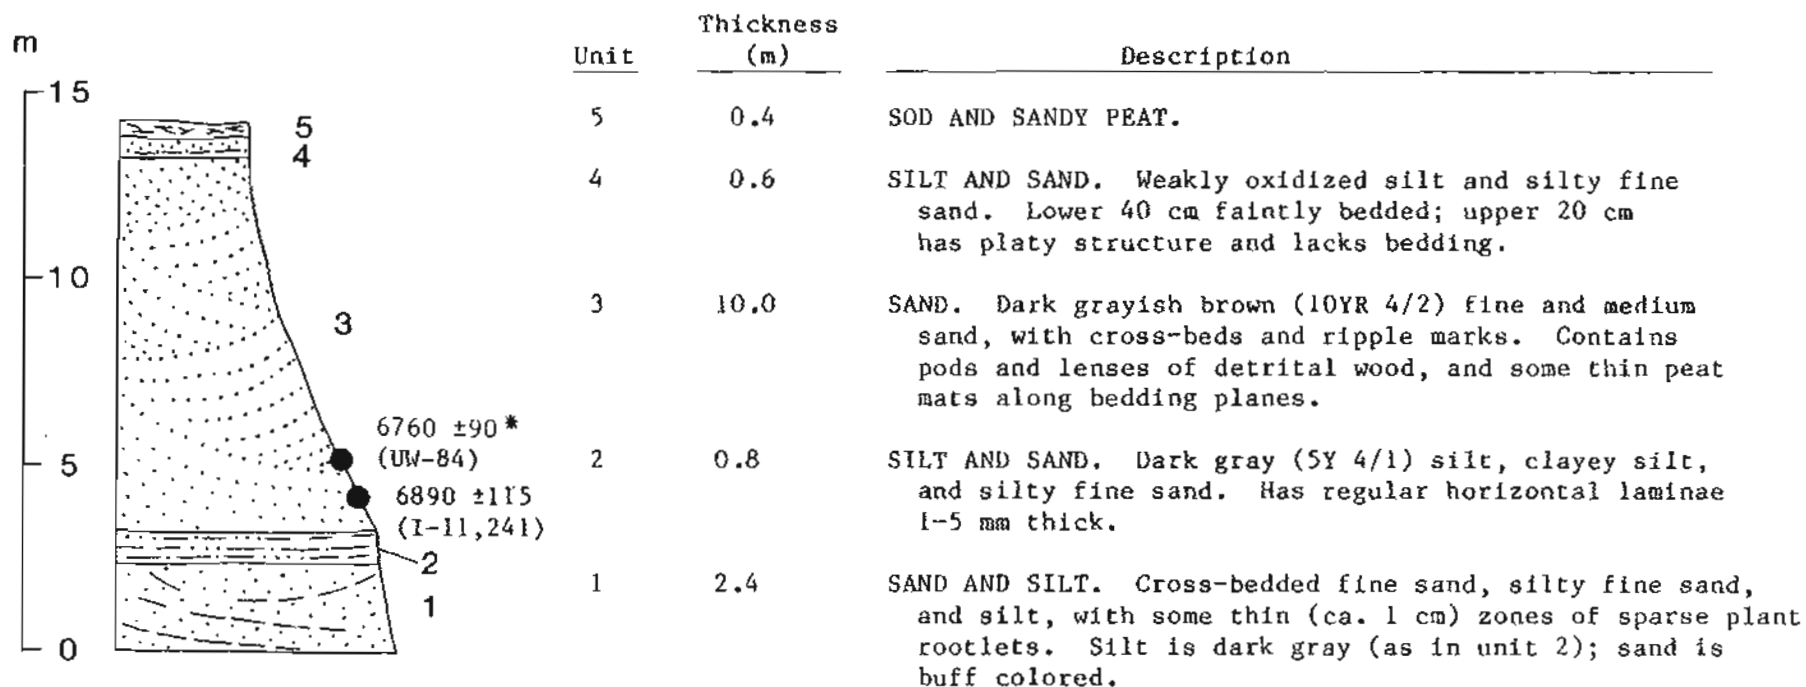 m
15
10
5
0
5
4
3
6760 ±90*
(UW-84)
6890 ±115
(I-11,241)
2
1
Thickness
Unit (m) Description
5 0.4 SOD AND SANDY PEAT.
4 0.6 SILT AND SAND. Weakly oxidized silt and silty fine
sand. Lower 40 cm faintly bedded; upper 20 cm
has platy structure and lacks bedding.
3 10.0 SAND. Dark grayish brown (10YR 4/2) fine and medium
sand, with cross-beds and ripple marks. Contains
pods and lenses of detrital wood, and some thin peat
mats along bedding planes.
2 0.8 SILT AND SAND. Dark gray (5Y 4/1) silt, clayey silt,
and silty fine sand. Has regular horizontal laminae
1-5 mm thick.
1 2.4 SAND AND SILT. Cross-bedded fine sand, silty fine sand,
and silt, with some thin (ca. 1 cm) zones of sparse plant
rootlets. Silt is dark gray (as in unit 2); sand is
buff colored.